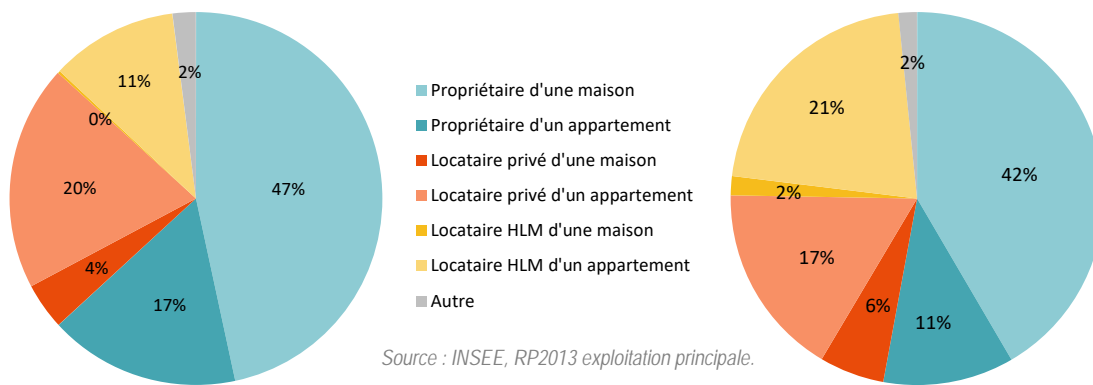 47%
17%
4%
20%
0%
11%
2%
Propriétaire d'une maison
Propriétaire d'un appartement
Locataire privé d'une maison
Locataire privé d'un appartement
Locataire HLM d'une maison
Locataire HLM d'un appartement
Autre
42%
11%
6%
17%
2%
21%
2%
Source : INSEE, RP2013 exploitation principale.